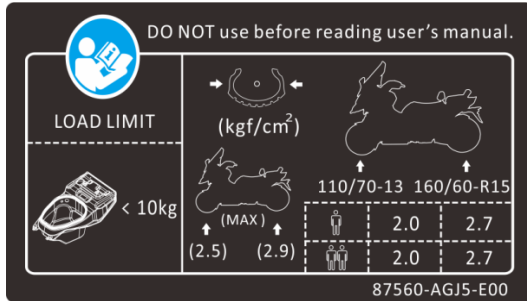 DO NOT use before reading user's manual.
LOAD LIMIT
< 10kg
(kgf/cm²)
(MAX)
(2.5) (2.9)
110/70-13 160/60-R15
2.0 2.7
2.0 2.7
87560-AGJ5-E00